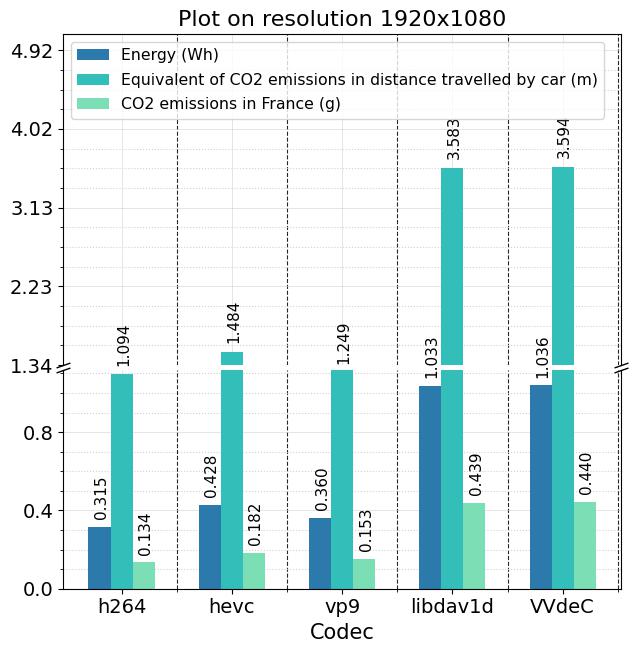 Plot on resolution 1920x1080
Energy (Wh)
Equivalent of CO2 emissions in distance travelled by car (m)
CO2 emissions in France (g)
4.92
4.02
3.13
2.23
1.34
0.8
0.4
0.0
0.315
1.094
0.134
0.428
1.484
0.182
0.360
1.249
0.153
1.033
3.583
0.439
1.036
3.594
0.440
h264
hevc
vp9
libdav1d
VVdeC
Codec